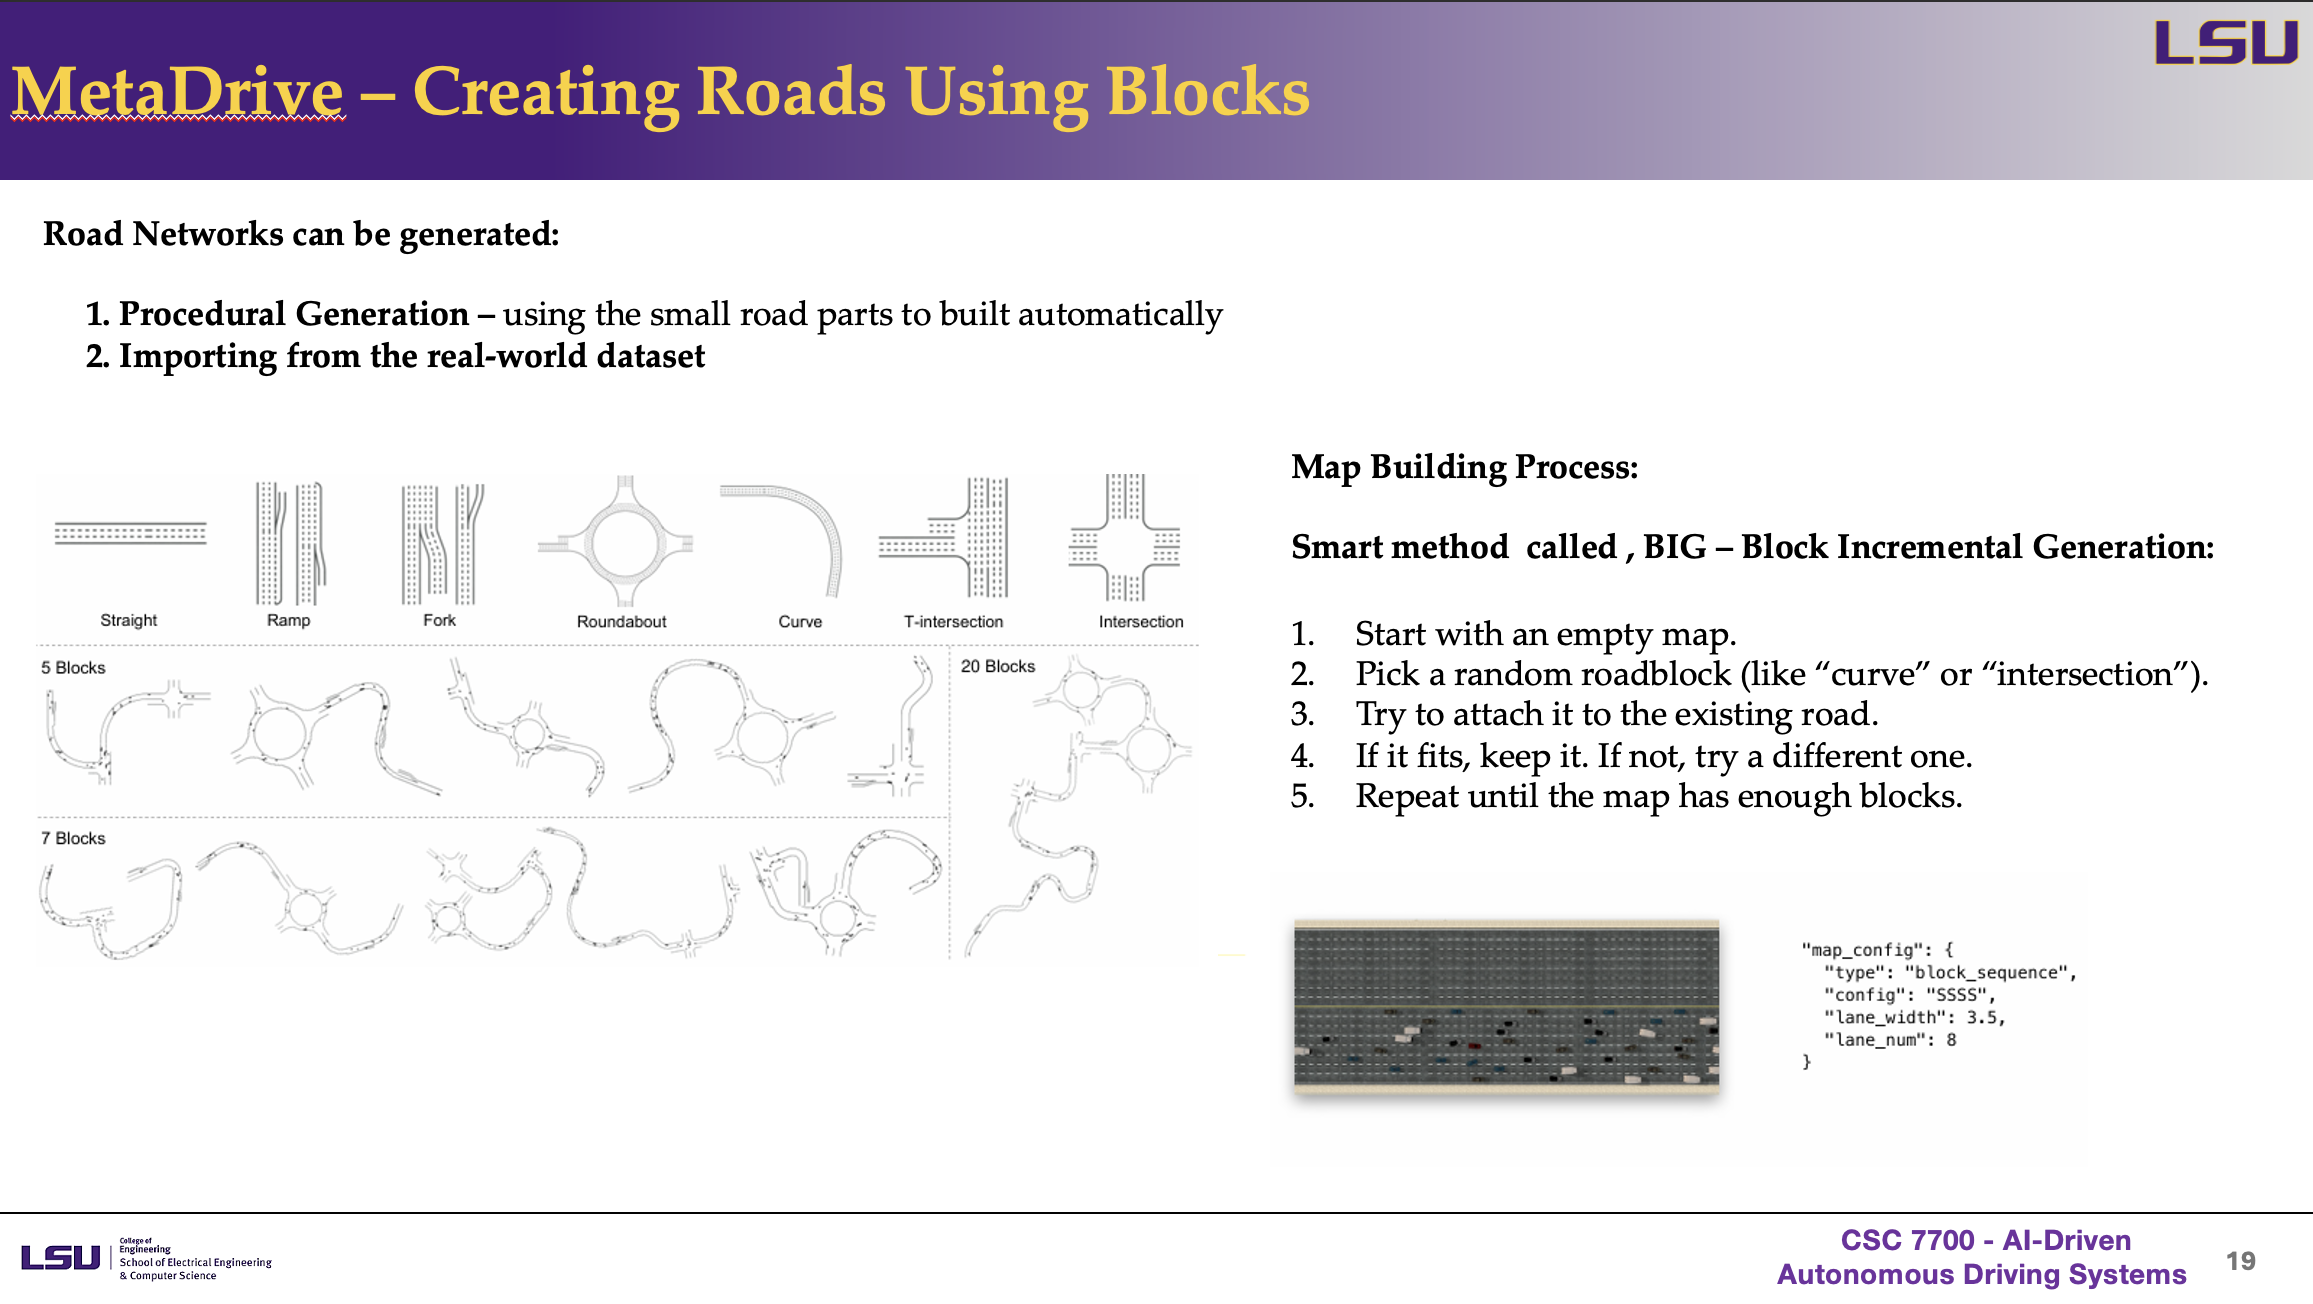 LSU
MetaDrive – Creating Roads Using Blocks
Road Networks can be generated:
1. Procedural Generation – using the small road parts to built automatically
2. Importing from the real-world dataset
Straight
Ramp
Fork
Roundabout
Curve
T-intersection
Intersection
5 Blocks
20 Blocks
7 Blocks
Map Building Process:
Smart method called , BIG – Block Incremental Generation:
1. Start with an empty map.
2. Pick a random roadblock (like “curve” or “intersection”).
3. Try to attach it to the existing road.
4. If it fits, keep it. If not, try a different one.
5. Repeat until the map has enough blocks.
"map_config": {
"type": "block_sequence",
"config": "SSSS",
"lane_width": 3.5,
"lane_num": 8
}
LSU
College of
Engineering
School of Electrical Engineering
& Computer Science
CSC 7700 - AI-Driven
Autonomous Driving Systems
19